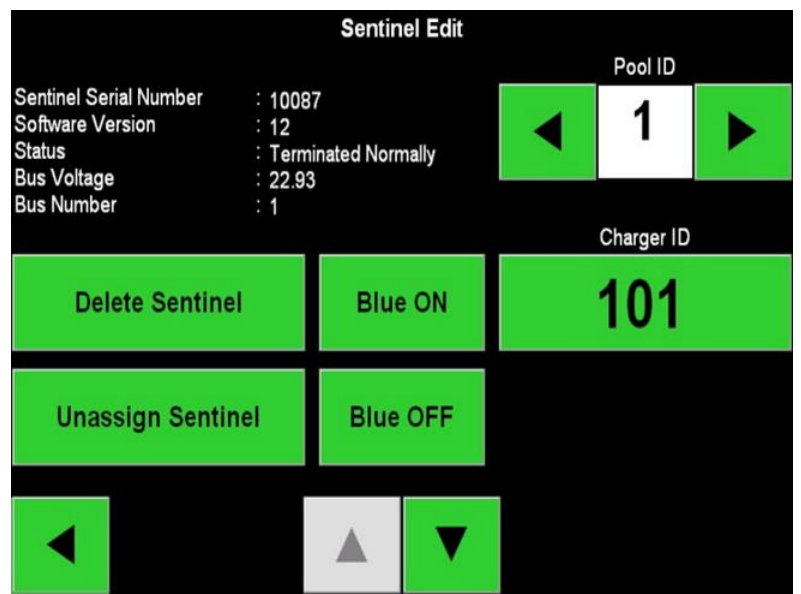 Sentinel Edit
Pool ID
Sentinel Serial Number : 10087
Software Version : 12
Status : Terminated Normally
Bus Voltage : 22.93
Bus Number : 1
1
Charger ID
Delete Sentinel
Blue ON
101
Unassign Sentinel
Blue OFF